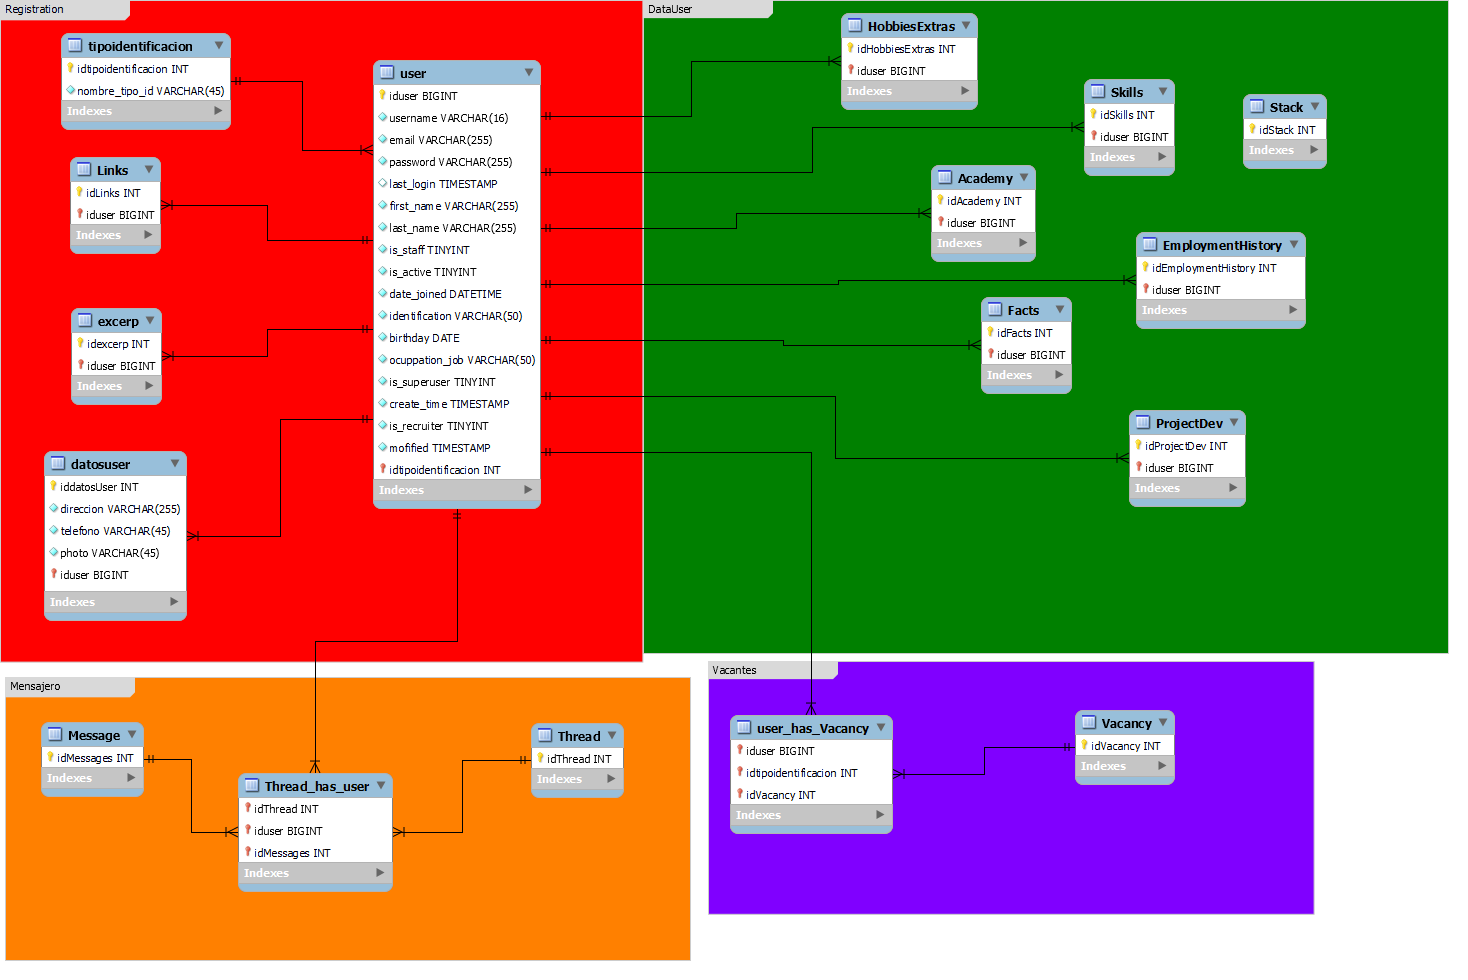 Registration
tipoidentificacion
idtipoidentificacion INT
nombre_tipo_id VARCHAR(45)
Indexes
Links
idLinks INT
iduser BIGINT
Indexes
excerp
idexcerp INT
iduser BIGINT
Indexes
datosuser
iddatosUser INT
direccion VARCHAR(255)
telefono VARCHAR(45)
photo VARCHAR(45)
iduser BIGINT
Indexes
user
iduser BIGINT
username VARCHAR(16)
email VARCHAR(255)
password VARCHAR(255)
last_login TIMESTAMP
first_name VARCHAR(255)
last_name VARCHAR(255)
is_staff TINYINT
is_active TINYINT
date_joined DATETIME
identification VARCHAR(50)
birthday DATE
ocuppation_job VARCHAR(50)
is_superuser TINYINT
create_time TIMESTAMP
is_recruiter TINYINT
mofified TIMESTAMP
idtipoidentificacion INT
Indexes
DataUser
HobbiesExtras
idHobbiesExtras INT
iduser BIGINT
Indexes
Skills
idSkills INT
iduser BIGINT
Indexes
Stack
idStack INT
Indexes
Academy
idAcademy INT
iduser BIGINT
Indexes
EmploymentHistory
idEmploymentHistory INT
iduser BIGINT
Indexes
Facts
idFacts INT
iduser BIGINT
Indexes
ProjectDev
idProjectDev INT
iduser BIGINT
Indexes
Mensajero
Message
idMessages INT
Indexes
Thread_has_user
idThread INT
iduser BIGINT
idMessages INT
Indexes
Thread
idThread INT
Indexes
Vacantes
user_has_Vacancy
iduser BIGINT
idtipoidentificacion INT
idVacancy INT
Indexes
Vacancy
idVacancy INT
Indexes